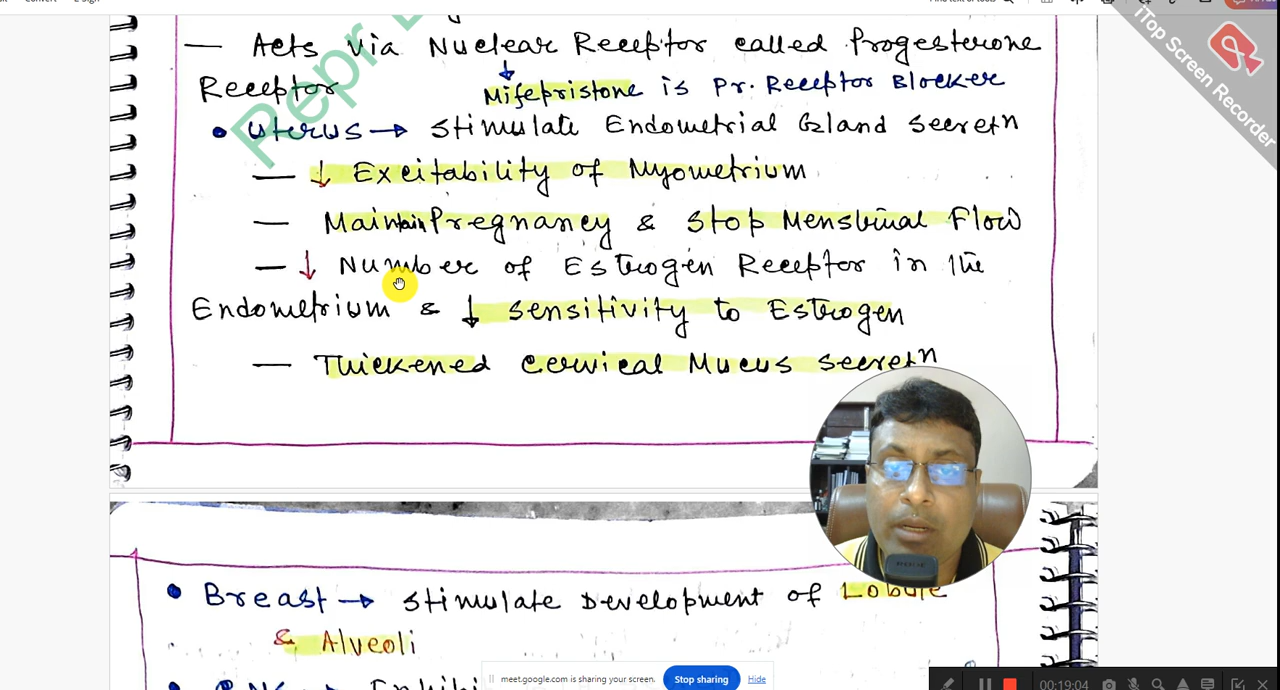 — Acts Via Nuclear Receptor called Progesterone
Receptor
↓
Mifepristone is Pr. Receptor Blocker
• Uterus → Stimulate Endometrial Gland Secretn
— ↓ Excitability of Myometrium
— Maintain Pregnancy & Stop Menstrual Flow
— ↓ Number of Estrogen Receptor in the
Endometrium & ↓ Sensitivity to Estrogen
— Thickened Cervical Mucus Secretn
• Breast → Stimulate Development of Lobule
& Alveoli
iTop Screen Recorder
meet.google.com is sharing your screen.
Stop sharing
Hide
00:19:04